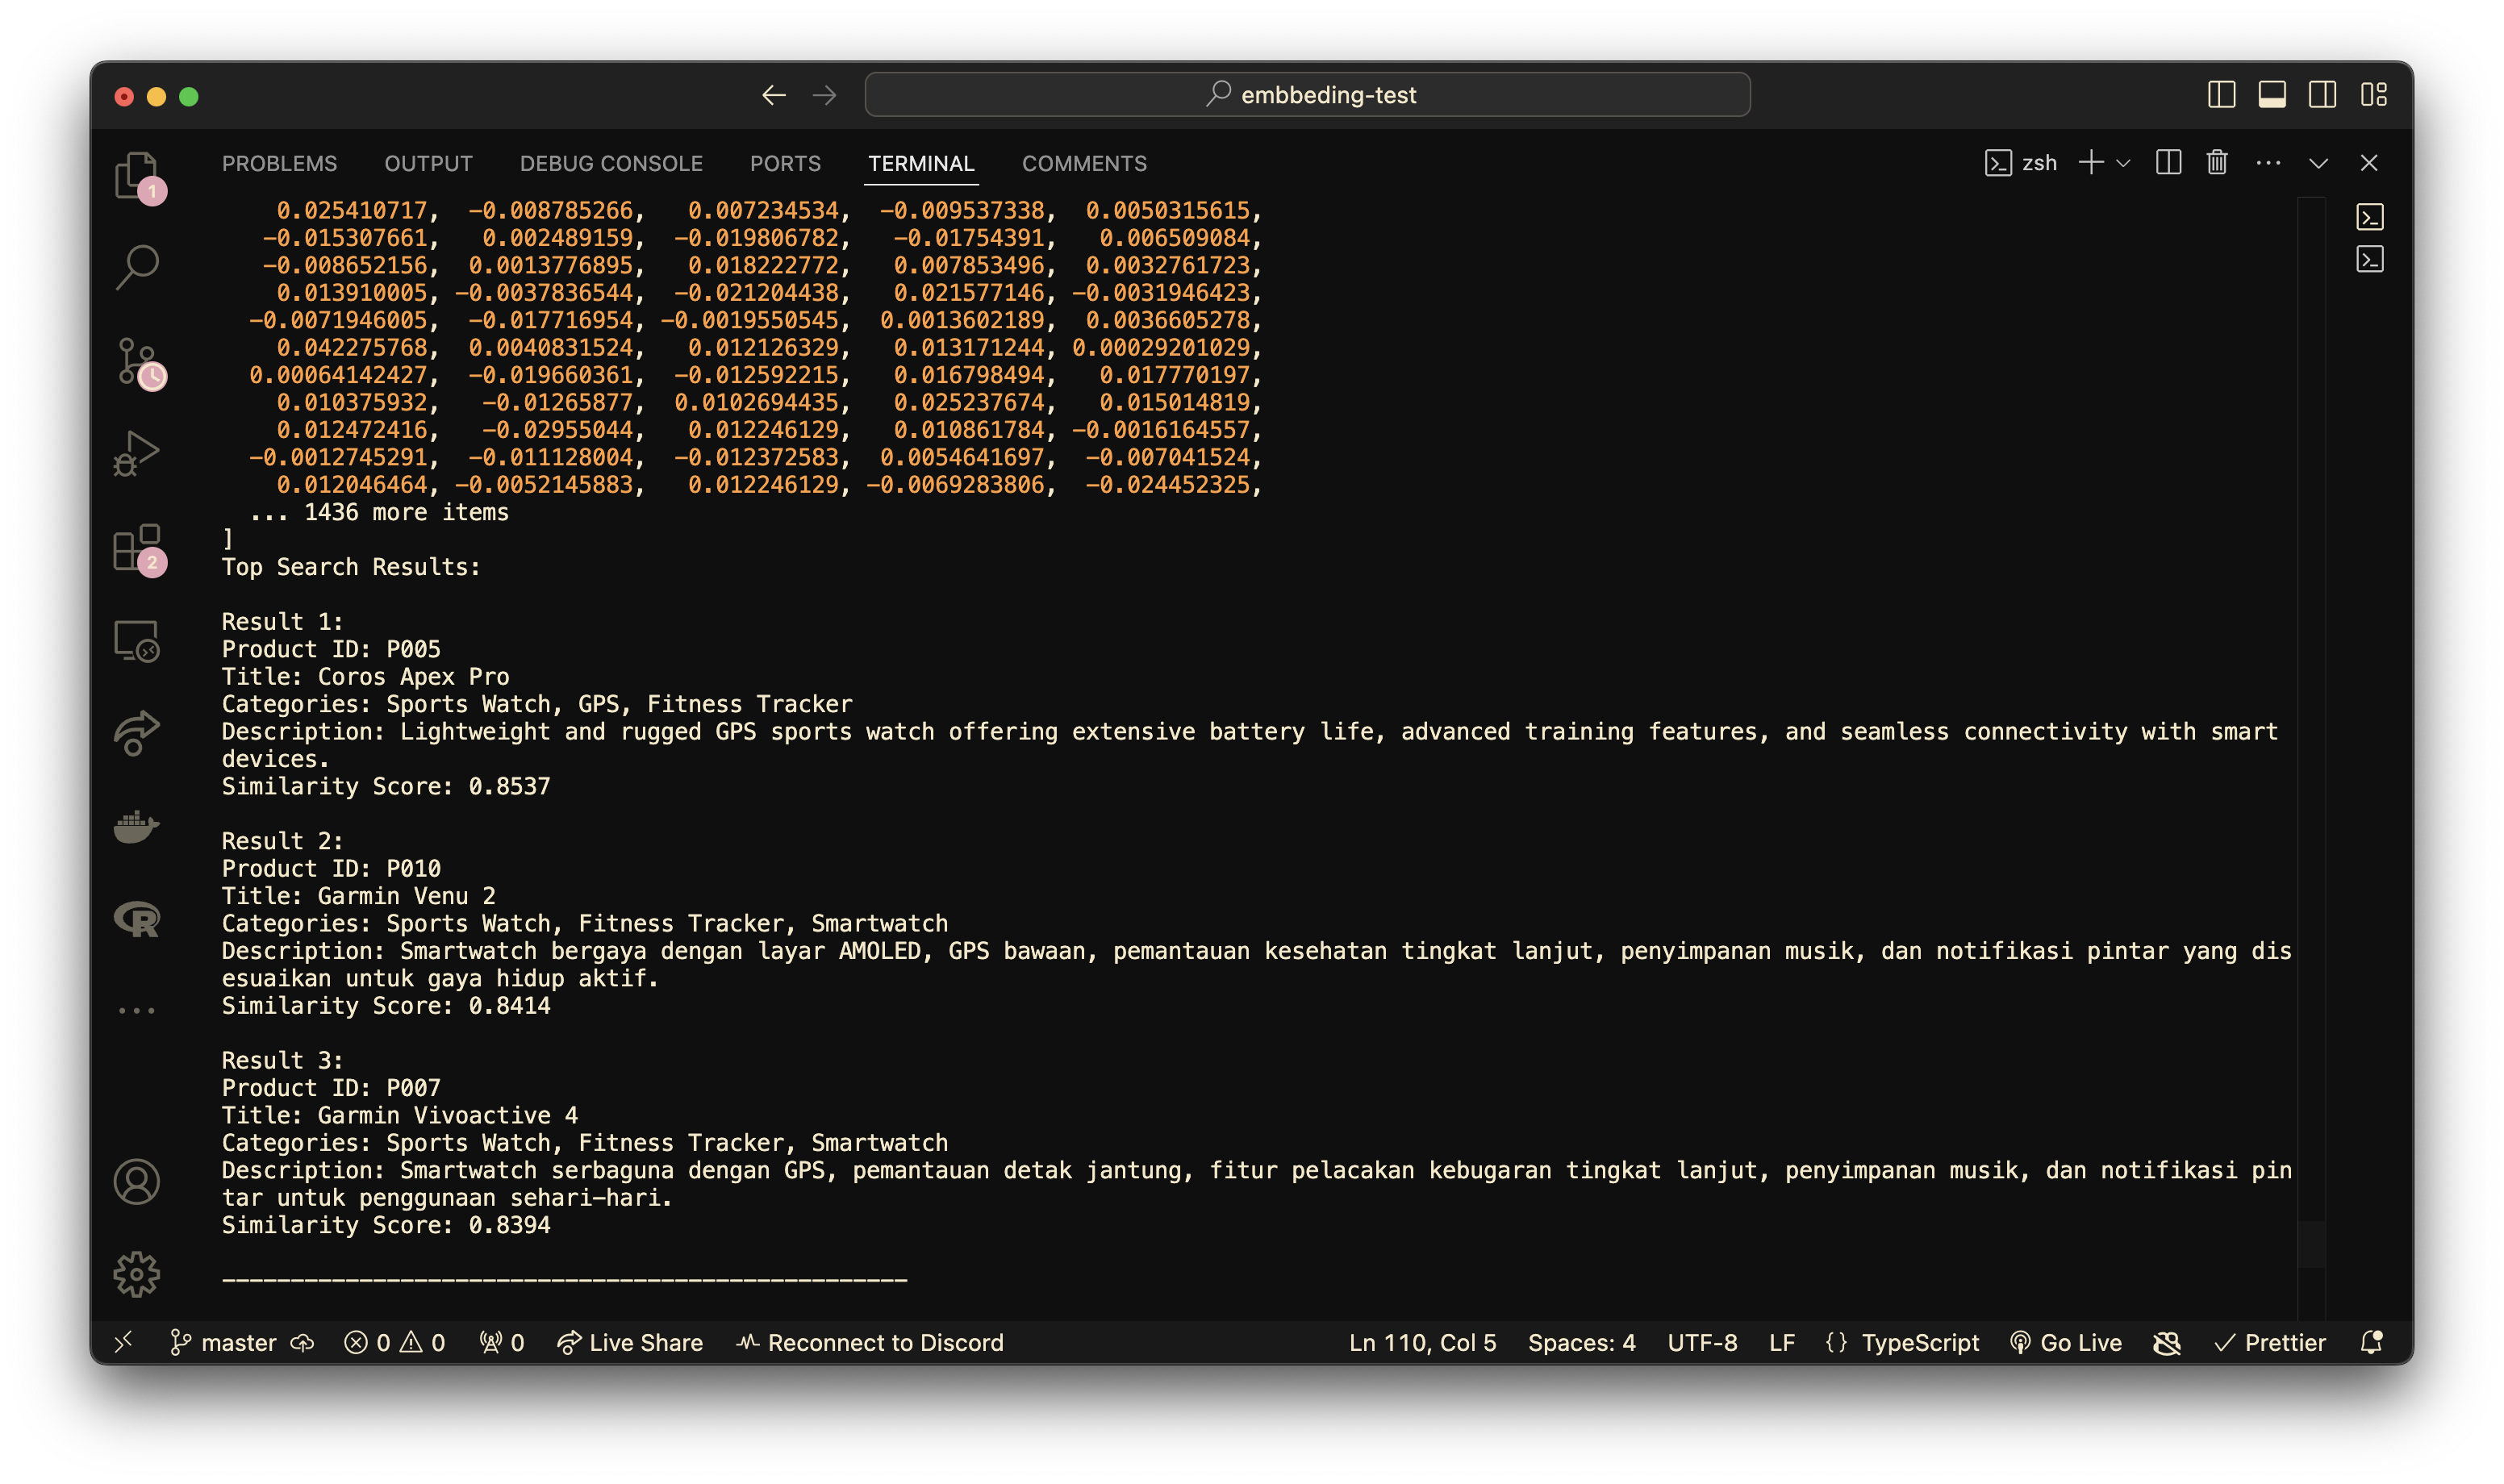 embbeding-test
PROBLEMS OUTPUT DEBUG CONSOLE PORTS TERMINAL COMMENTS zsh
1
2
0.025410717, -0.008785266, 0.007234534, -0.009537338, 0.0050315615,
-0.015307661, 0.002489159, -0.019806782, -0.01754391, 0.006509084,
-0.008652156, 0.0013776895, 0.018222772, 0.007853496, 0.0032761723,
0.013910005, -0.0037836544, -0.021204438, 0.021577146, -0.0031946423,
-0.0071946005, -0.017716954, -0.0019550545, 0.0013602189, 0.0036605278,
0.042275768, 0.0040831524, 0.012126329, 0.013171244, 0.00029201029,
0.00064142427, -0.019660361, -0.012592215, 0.016798494, 0.017770197,
0.010375932, -0.01265877, 0.0102694435, 0.025237674, 0.015014819,
0.012472416, -0.02955044, 0.012246129, 0.010861784, -0.0016164557,
-0.0012745291, -0.011128004, -0.012372583, 0.0054641697, -0.007041524,
0.012046464, -0.0052145883, 0.012246129, -0.0069283806, -0.024452325,
... 1436 more items
]
Top Search Results:
Result 1:
Product ID: P005
Title: Coros Apex Pro
Categories: Sports Watch, GPS, Fitness Tracker
Description: Lightweight and rugged GPS sports watch offering extensive battery life, advanced training features, and seamless connectivity with smart
devices.
Similarity Score: 0.8537
Result 2:
Product ID: P010
Title: Garmin Venu 2
Categories: Sports Watch, Fitness Tracker, Smartwatch
Description: Smartwatch bergaya dengan layar AMOLED, GPS bawaan, pemantauan kesehatan tingkat lanjut, penyimpanan musik, dan notifikasi pintar yang dis
esuaikan untuk gaya hidup aktif.
Similarity Score: 0.8414
Result 3:
Product ID: P007
Title: Garmin Vivoactive 4
Categories: Sports Watch, Fitness Tracker, Smartwatch
Description: Smartwatch serbaguna dengan GPS, pemantauan detak jantung, fitur pelacakan kebugaran tingkat lanjut, penyimpanan musik, dan notifikasi pin
tar untuk penggunaan sehari-hari.
Similarity Score: 0.8394
--------------------------------------------------
master 0 0 0 Live Share Reconnect to Discord Ln 110, Col 5 Spaces: 4 UTF-8 LF {} TypeScript Go Live Prettier